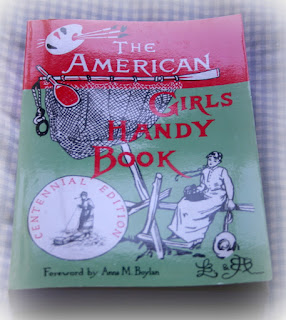 THE
AMERICAN
GIRLS
HANDY
BOOK
CENTENNIAL EDITION
Foreword by Anne M. Boylan